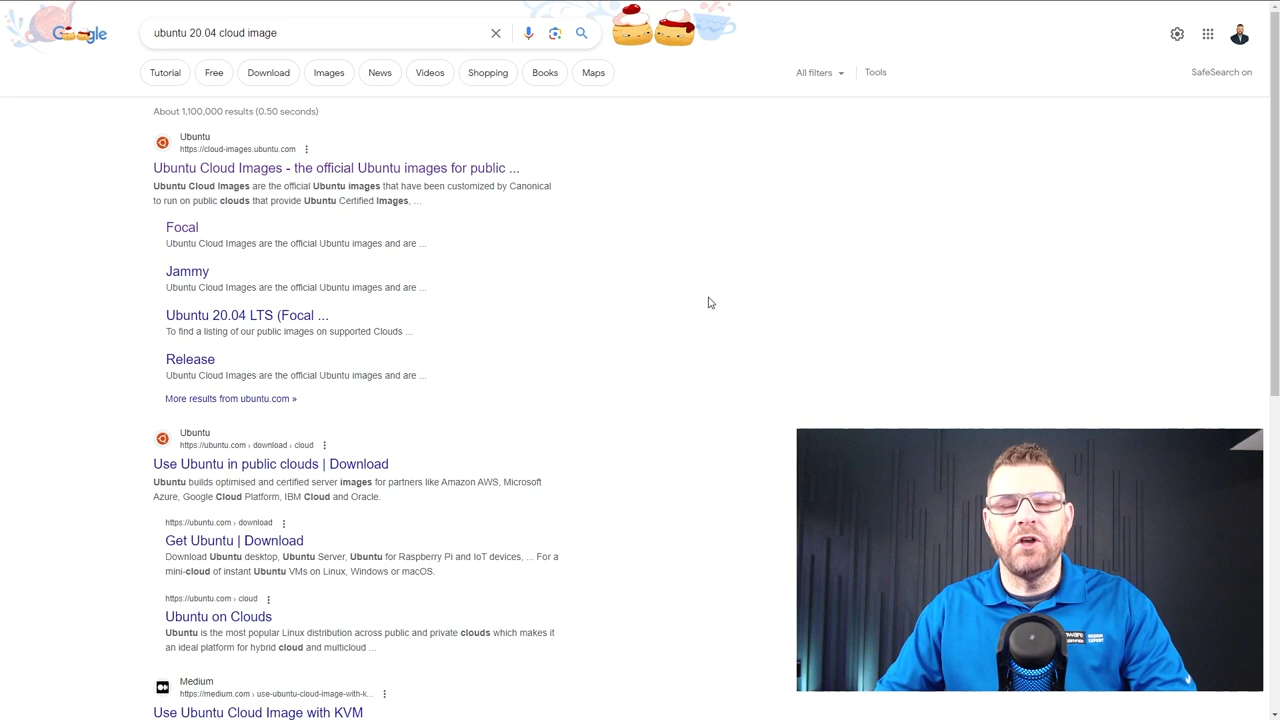 Google
ubuntu 20.04 cloud image
Tutorial
Free
Download
Images
News
Videos
Shopping
Books
Maps
All filters
Tools
SafeSearch on
About 1,100,000 results (0.50 seconds)
Ubuntu
https://cloud-images.ubuntu.com
Ubuntu Cloud Images - the official Ubuntu images for public ...
Ubuntu Cloud Images are the official Ubuntu images that have been customized by Canonical
to run on public clouds that provide Ubuntu Certified Images, ...
Focal
Ubuntu Cloud Images are the official Ubuntu images and are ...
Jammy
Ubuntu Cloud Images are the official Ubuntu images and are ...
Ubuntu 20.04 LTS (Focal ...
To find a listing of our public images on supported Clouds ...
Release
Ubuntu Cloud Images are the official Ubuntu images and are ...
More results from ubuntu.com »
Ubuntu
https://ubuntu.com › download › cloud
Use Ubuntu in public clouds | Download
Ubuntu builds optimised and certified server images for partners like Amazon AWS, Microsoft
Azure, Google Cloud Platform, IBM Cloud and Oracle.
https://ubuntu.com › download
Get Ubuntu | Download
Download Ubuntu desktop, Ubuntu Server, Ubuntu for Raspberry Pi and IoT devices, ... For a
mini-cloud of instant Ubuntu VMs on Linux, Windows or macOS.
https://ubuntu.com › cloud
Ubuntu on Clouds
Ubuntu is the most popular Linux distribution across public and private clouds which makes it
an ideal platform for hybrid cloud and multicloud ...
Medium
https://medium.com › use-ubuntu-cloud-image-with-k...
Use Ubuntu Cloud Image with KVM
DESIGN
EXPERT